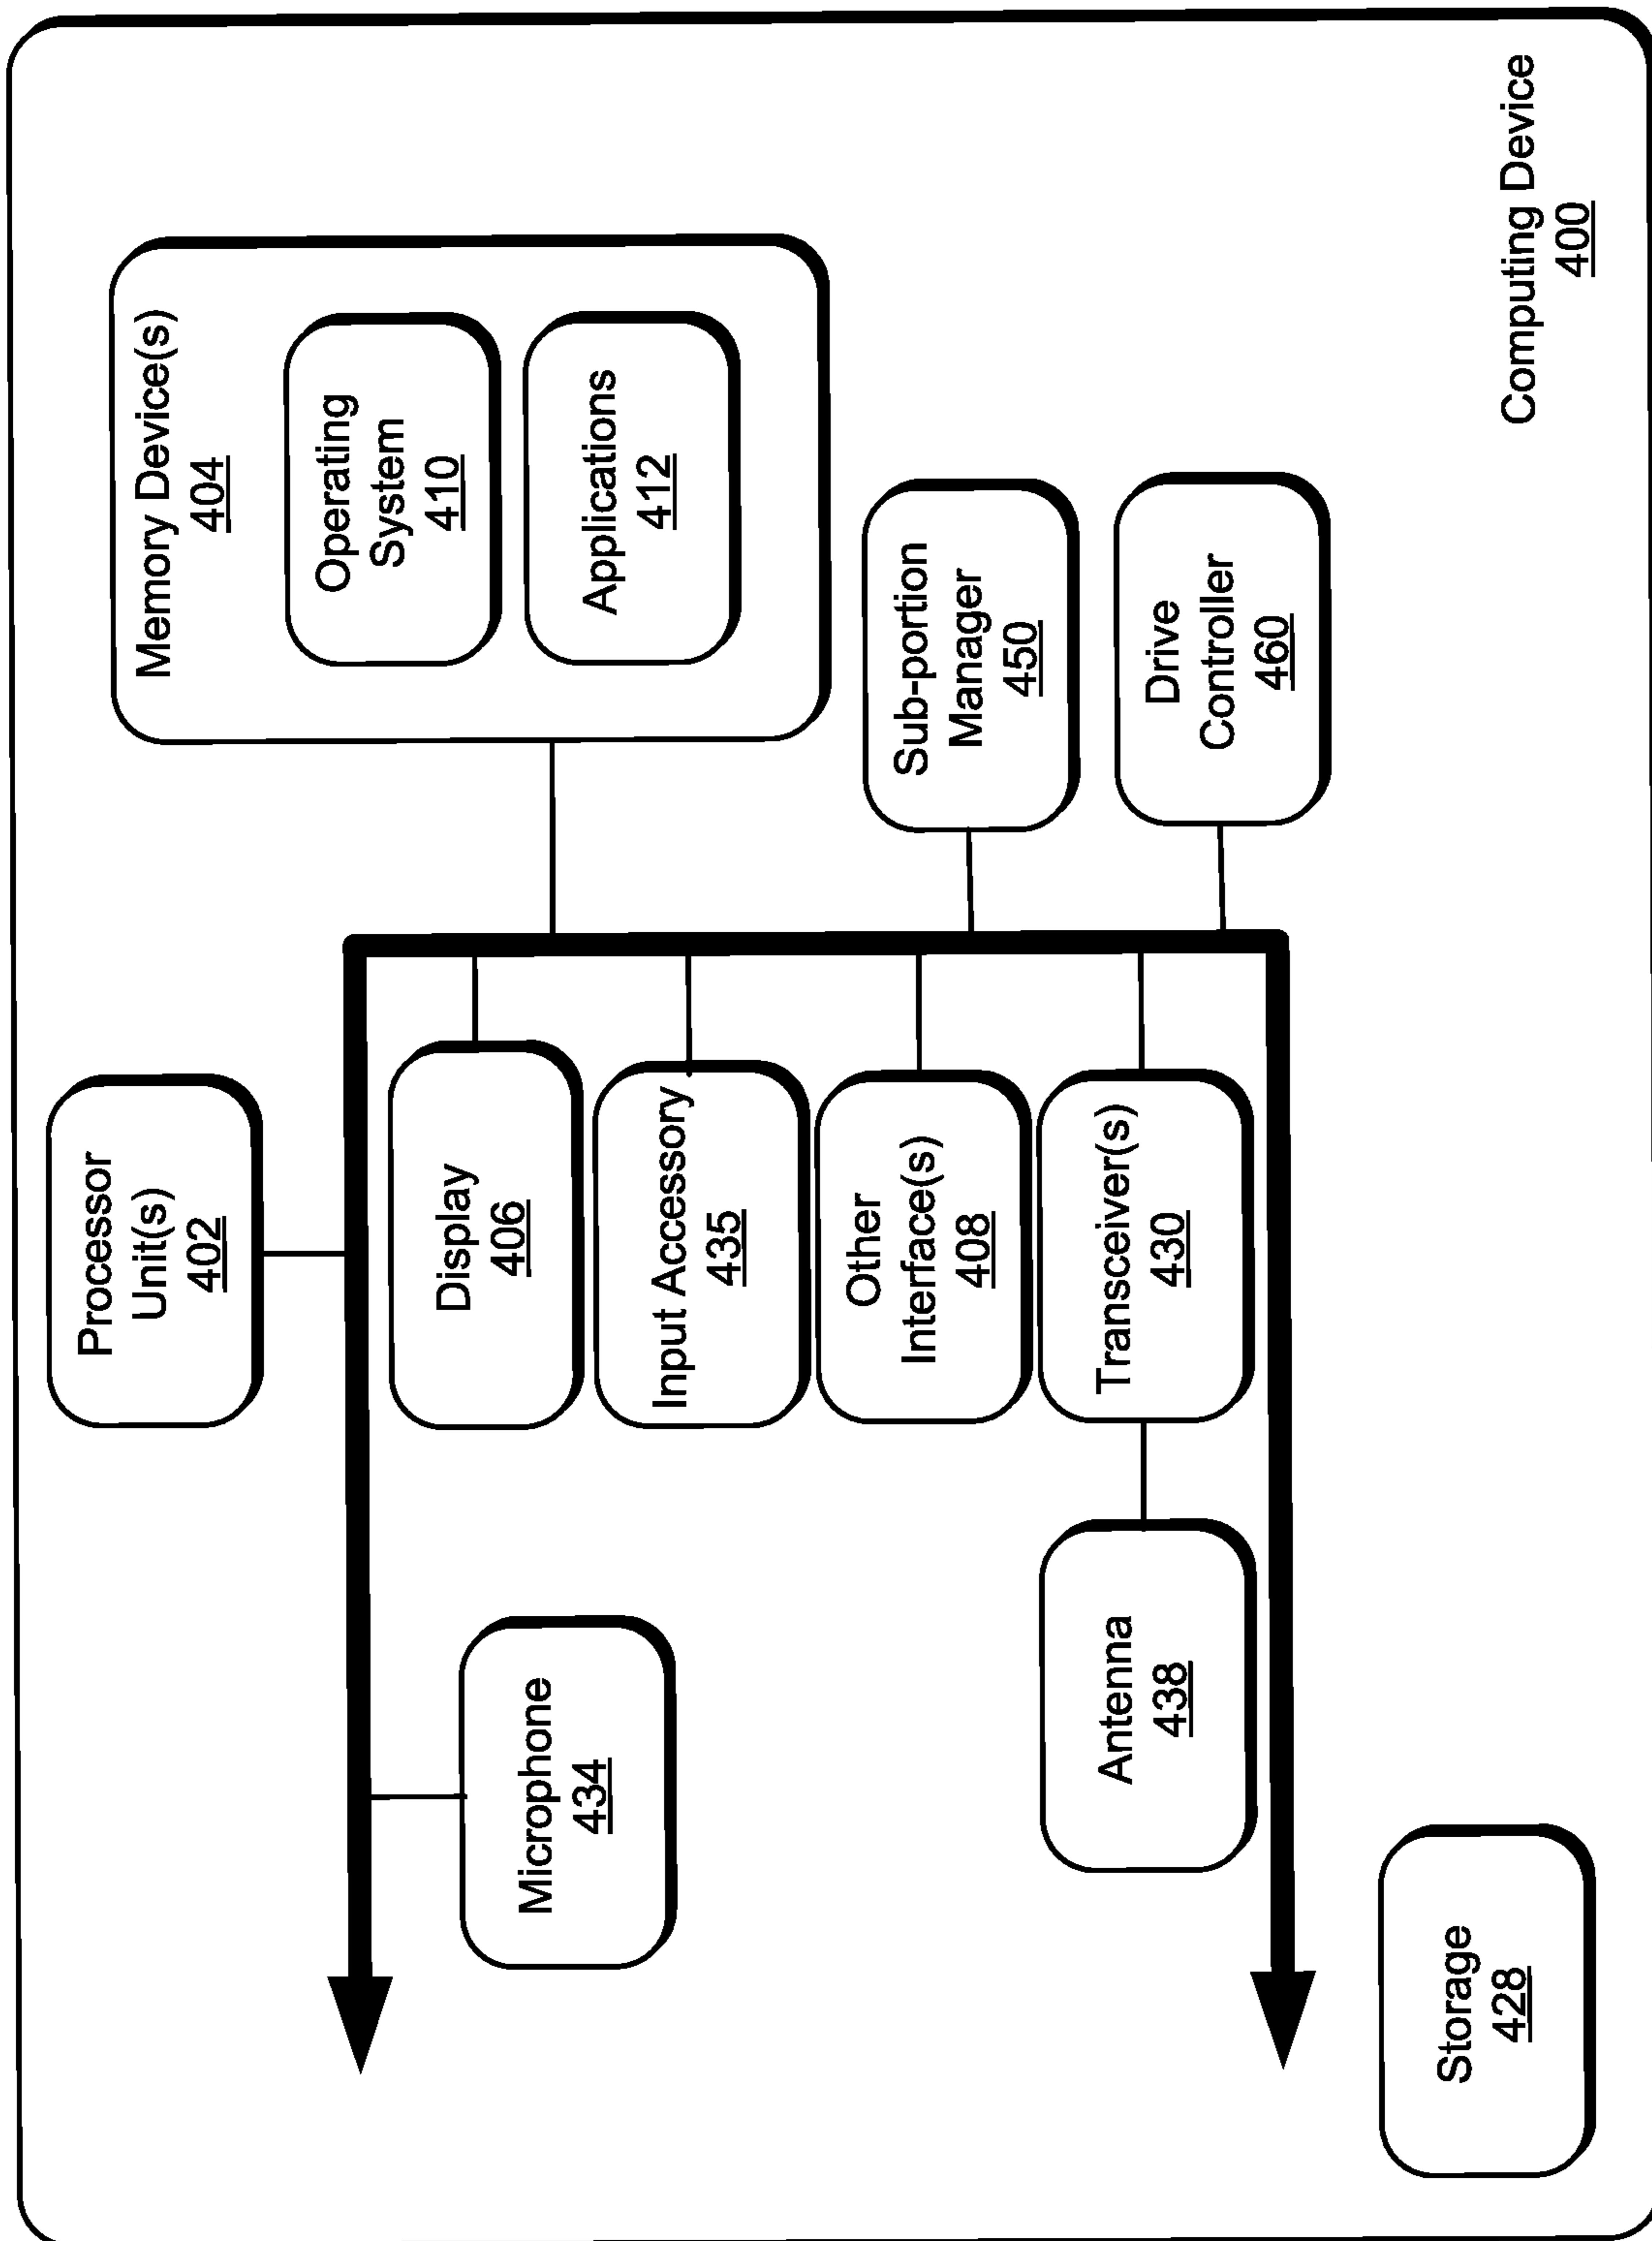 Processor
Unit(s)
402
Memory Device(s)
404
Operating
System
410
Applications
412
Display
406
Microphone
434
Input Accessory
435
Other
Interface(s)
408
Sub-portion
Manager
450
Antenna
438
Transceiver(s)
430
Drive
Controller
460
Storage
428
Computing Device
400